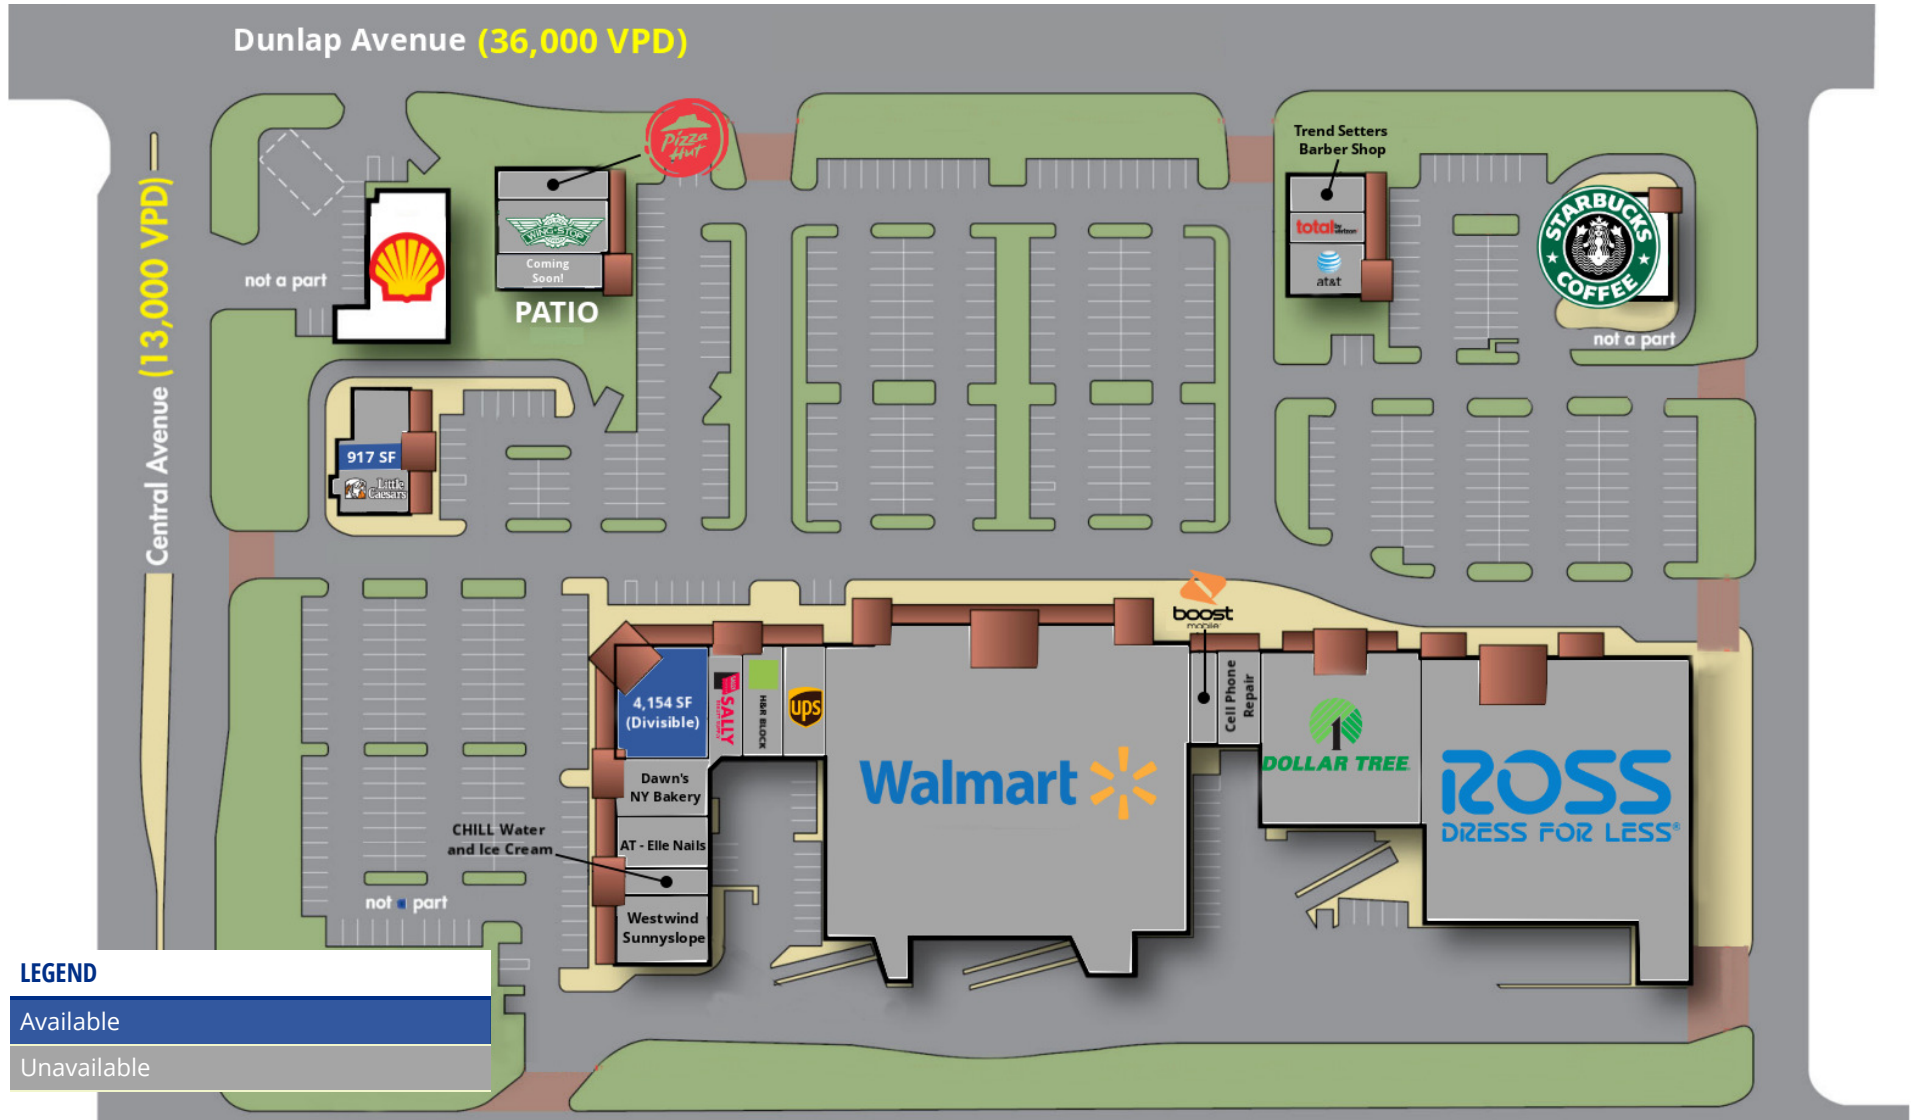 Dunlap Avenue (36,000 VPD)
Central Avenue (13,000 VPD)
not a part
Pizza
Hut
WING-STOP
Coming
Soon!
PATIO
Trend Setters
Barber Shop
total by
verizon
at&t
STARBUCKS
COFFEE
not a part
917 SF
Little
Caesars
boost
mobile
4,154 SF
(Divisible)
SALLY
H&R BLOCK
ups
Walmart
Cell Phone
Repair
DOLLAR TREE
ROSS
DRESS FOR LESS®
Dawn's
NY Bakery
AT - Elle Nails
CHILL Water
and Ice Cream
Westwind
Sunnyslope
not a part
LEGEND
Available
Unavailable